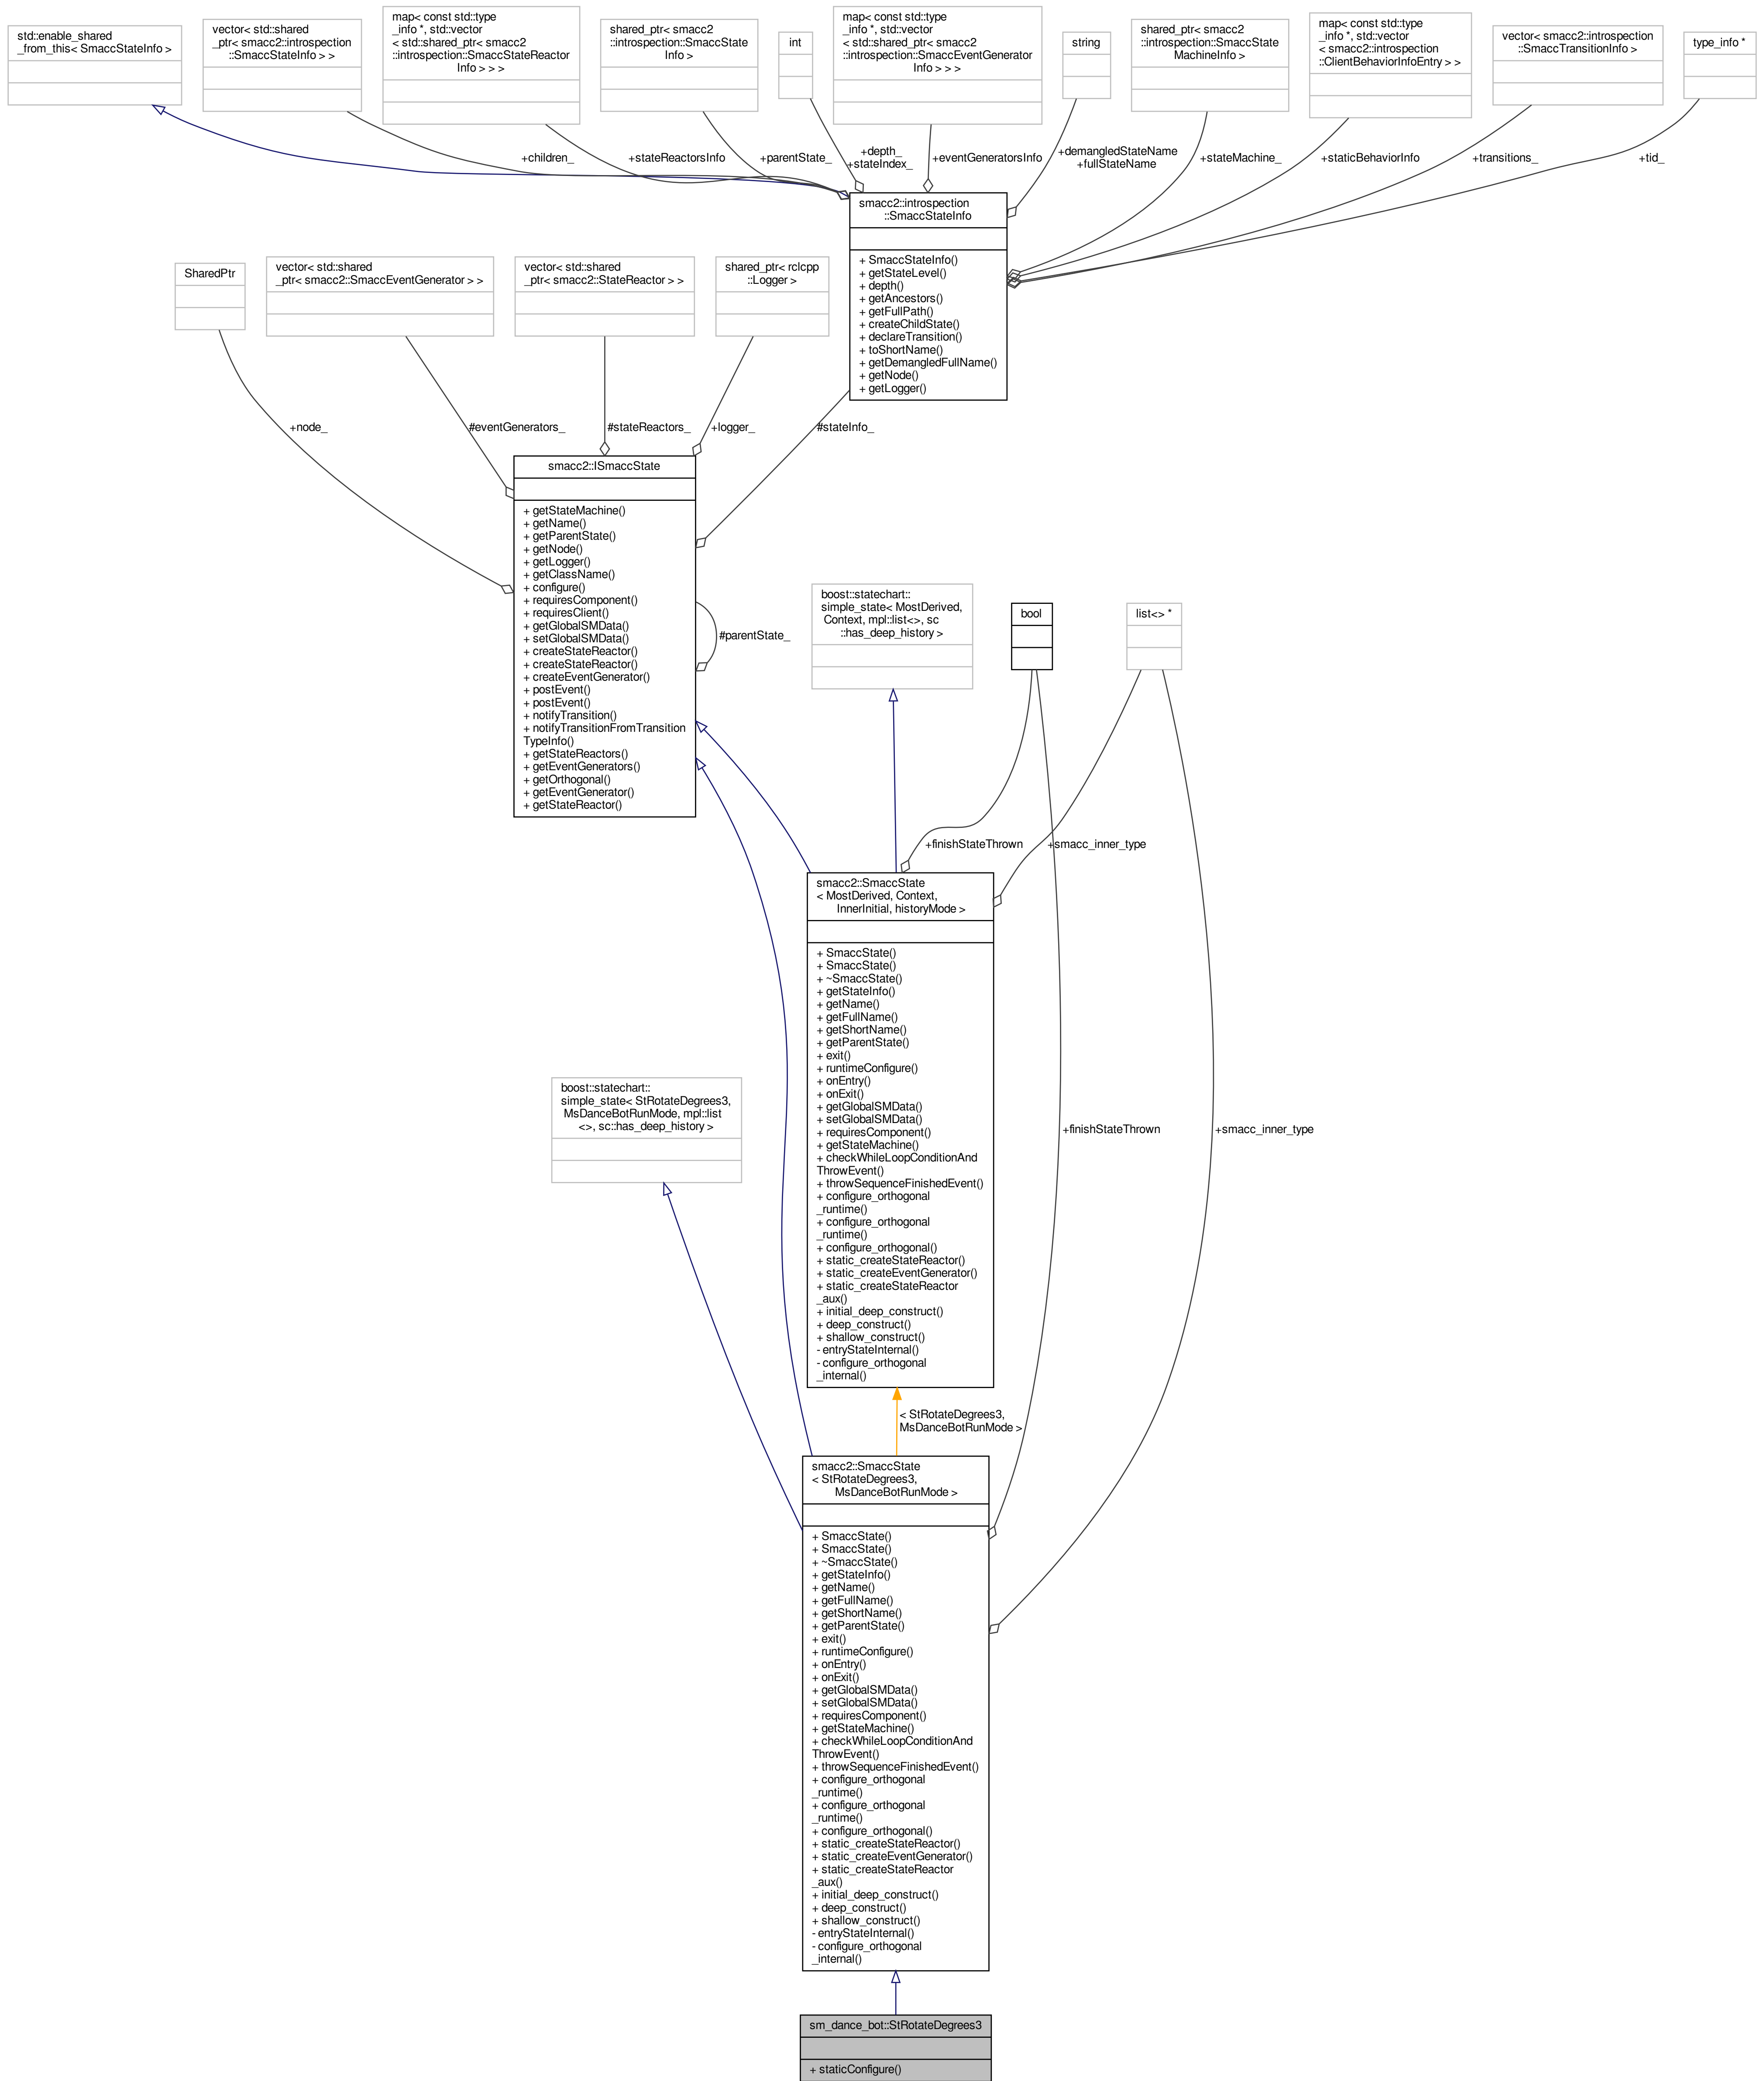 std::enable_shared
_from_this< SmaccStateInfo >
vector< std::shared
_ptr< smacc2::introspection
::SmaccStateInfo > >
map< const std::type
_info *, std::vector
< std::shared_ptr< smacc2
::introspection::SmaccStateReactor
Info > > >
shared_ptr< smacc2
::introspection::SmaccState
Info >
int
map< const std::type
_info *, std::vector
< std::shared_ptr< smacc2
::introspection::SmaccEventGenerator
Info > > >
string
shared_ptr< smacc2
::introspection::SmaccState
MachineInfo >
map< const std::type
_info *, std::vector
< smacc2::introspection
::ClientBehaviorInfoEntry > >
vector< smacc2::introspection
::SmaccTransitionInfo >
type_info *
+children_
+stateReactorsInfo
+parentState_
+depth_
+stateIndex_
+eventGeneratorsInfo
+demangledStateName
+fullStateName
+stateMachine_
+staticBehaviorInfo
+transitions_
+tid_
smacc2::introspection
::SmaccStateInfo
+ SmaccStateInfo()
+ getStateLevel()
+ depth()
+ getAncestors()
+ getFullPath()
+ createChildState()
+ declareTransition()
+ toShortName()
+ getDemangledFullName()
+ getNode()
+ getLogger()
SharedPtr
vector< std::shared
_ptr< smacc2::SmaccEventGenerator > >
vector< std::shared
_ptr< smacc2::StateReactor > >
shared_ptr< rclcpp
::Logger >
+node_
#eventGenerators_
#stateReactors_
+logger_
#stateInfo_
smacc2::ISmaccState
+ getStateMachine()
+ getName()
+ getParentState()
+ getNode()
+ getLogger()
+ getClassName()
+ configure()
+ requiresComponent()
+ requiresClient()
+ getGlobalSMData()
+ setGlobalSMData()
+ createStateReactor()
+ createStateReactor()
+ createEventGenerator()
+ postEvent()
+ postEvent()
+ notifyTransition()
+ notifyTransitionFromTransition
TypeInfo()
+ getStateReactors()
+ getEventGenerators()
+ getOrthogonal()
+ getEventGenerator()
+ getStateReactor()
#parentState_
boost::statechart::
simple_state< MostDerived,
Context, mpl::list<>, sc
::has_deep_history >
bool
list<> *
+finishStateThrown
+smacc_inner_type
smacc2::SmaccState
< MostDerived, Context,
InnerInitial, historyMode >
+ SmaccState()
+ SmaccState()
+ ~SmaccState()
+ getStateInfo()
+ getName()
+ getFullName()
+ getShortName()
+ getParentState()
+ exit()
+ runtimeConfigure()
+ onEntry()
+ onExit()
+ getGlobalSMData()
+ setGlobalSMData()
+ requiresComponent()
+ getStateMachine()
+ checkWhileLoopConditionAnd
ThrowEvent()
+ throwSequenceFinishedEvent()
+ configure_orthogonal
_runtime()
+ configure_orthogonal
_runtime()
+ configure_orthogonal()
+ static_createStateReactor()
+ static_createEventGenerator()
+ static_createStateReactor
_aux()
+ initial_deep_construct()
+ deep_construct()
+ shallow_construct()
- entryStateInternal()
- configure_orthogonal
_internal()
boost::statechart::
simple_state< StRotateDegrees3,
MsDanceBotRunMode, mpl::list
<>, sc::has_deep_history >
+finishStateThrown
+smacc_inner_type
< StRotateDegrees3,
MsDanceBotRunMode >
smacc2::SmaccState
< StRotateDegrees3,
MsDanceBotRunMode >
+ SmaccState()
+ SmaccState()
+ ~SmaccState()
+ getStateInfo()
+ getName()
+ getFullName()
+ getShortName()
+ getParentState()
+ exit()
+ runtimeConfigure()
+ onEntry()
+ onExit()
+ getGlobalSMData()
+ setGlobalSMData()
+ requiresComponent()
+ getStateMachine()
+ checkWhileLoopConditionAnd
ThrowEvent()
+ throwSequenceFinishedEvent()
+ configure_orthogonal
_runtime()
+ configure_orthogonal
_runtime()
+ configure_orthogonal()
+ static_createStateReactor()
+ static_createEventGenerator()
+ static_createStateReactor
_aux()
+ initial_deep_construct()
+ deep_construct()
+ shallow_construct()
- entryStateInternal()
- configure_orthogonal
_internal()
sm_dance_bot::StRotateDegrees3
+ staticConfigure()